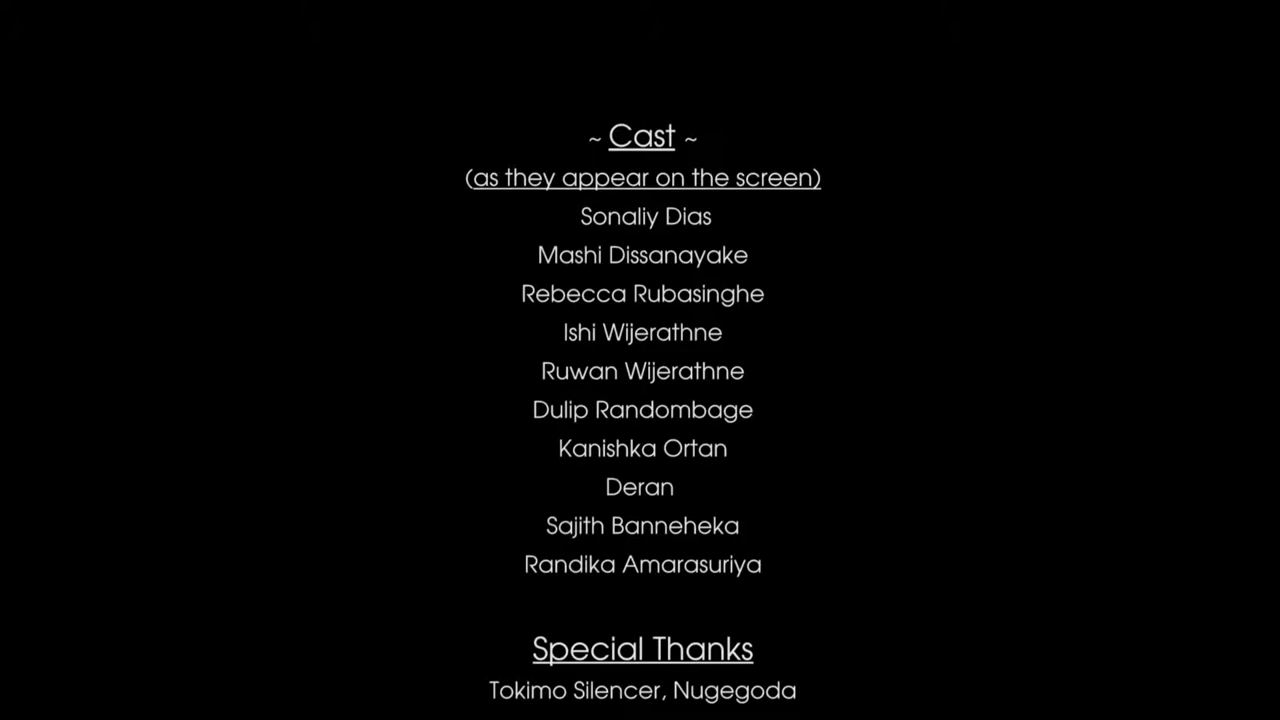 ~ Cast ~
(as they appear on the screen)
Sonaliy Dias
Mashi Dissanayake
Rebecca Rubasinghe
Ishi Wijerathne
Ruwan Wijerathne
Dulip Randombage
Kanishka Ortan
Deran
Sajith Banneheka
Randika Amarasuriya
Special Thanks
Tokimo Silencer, Nugegoda